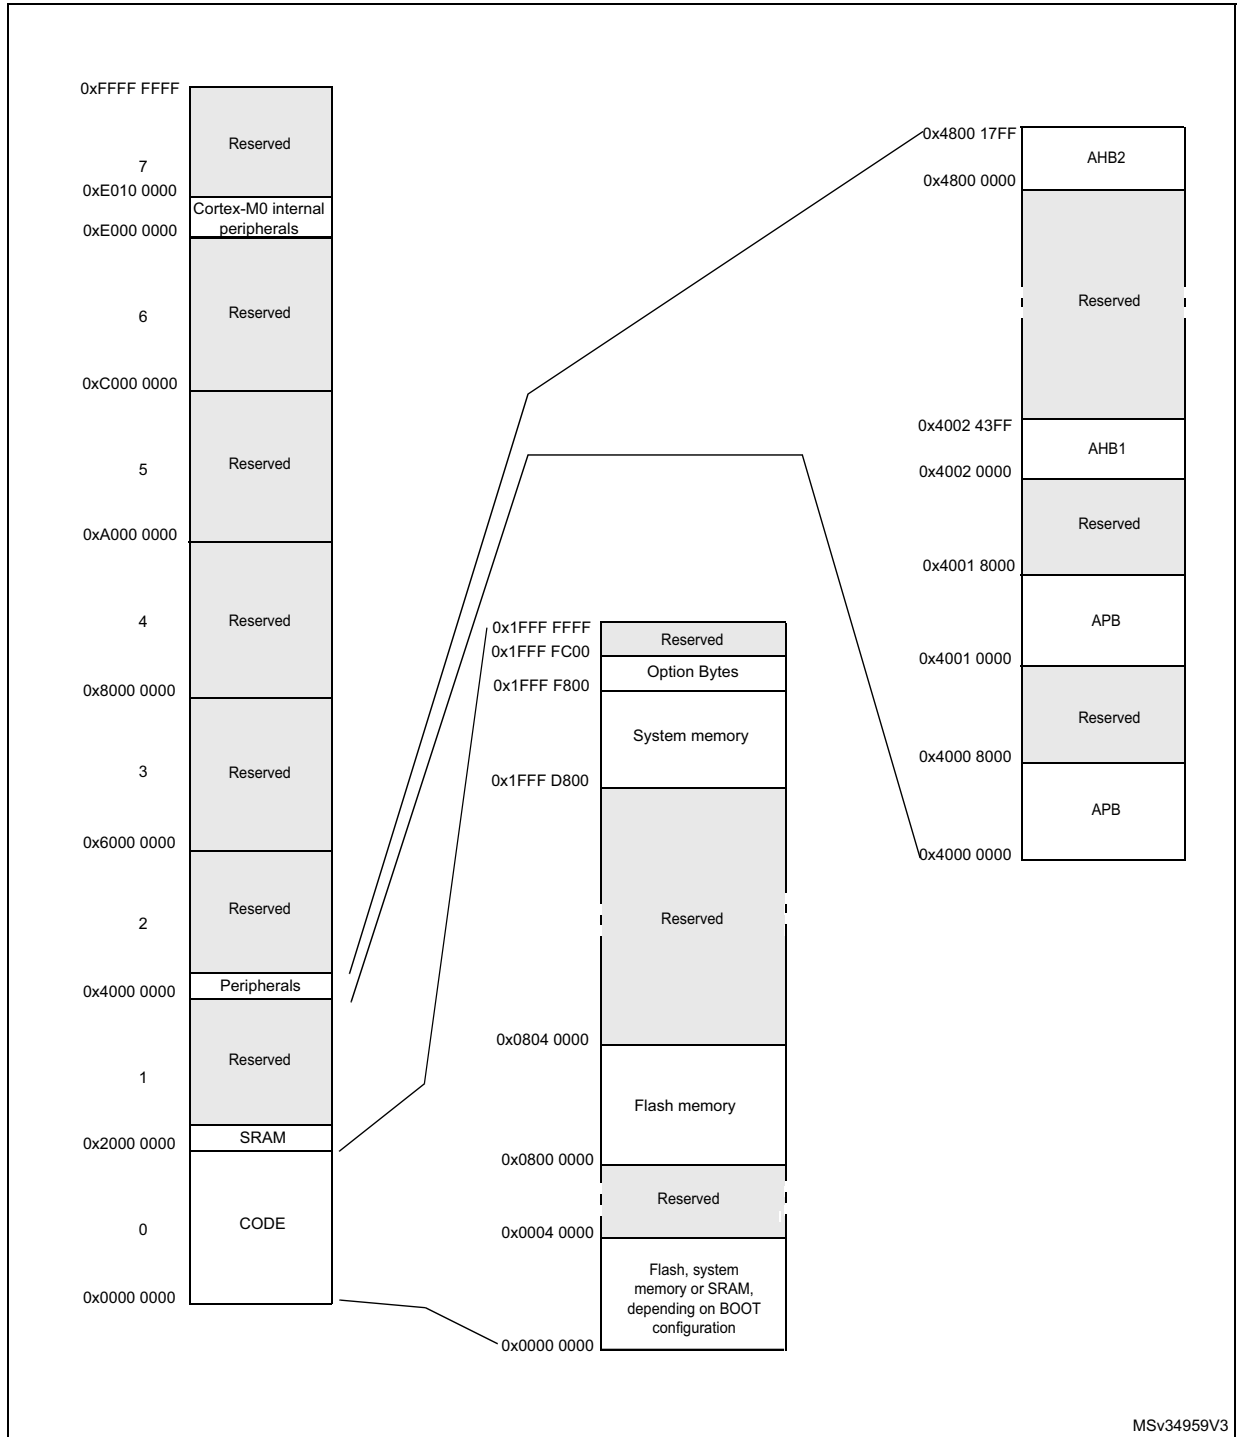 0xFFFF FFFF
Reserved
7
0xE010 0000
Cortex-M0 internal
peripherals
0xE000 0000
Reserved
6
0xC000 0000
Reserved
5
0xA000 0000
Reserved
4
0x8000 0000
Reserved
3
0x6000 0000
Reserved
2
Peripherals
0x4000 0000
Reserved
1
SRAM
0x2000 0000
CODE
0
0x0000 0000
0x1FFF FFFF
Reserved
0x1FFF FC00
Option Bytes
0x1FFF F800
System memory
0x1FFF D800
Reserved
0x0804 0000
Flash memory
0x0800 0000
Reserved
0x0004 0000
Flash, system
memory or SRAM,
depending on BOOT
configuration
0x0000 0000
0x4800 17FF
AHB2
0x4800 0000
Reserved
0x4002 43FF
AHB1
0x4002 0000
Reserved
0x4001 8000
APB
0x4001 0000
Reserved
0x4000 8000
APB
0x4000 0000
MSv34959V3